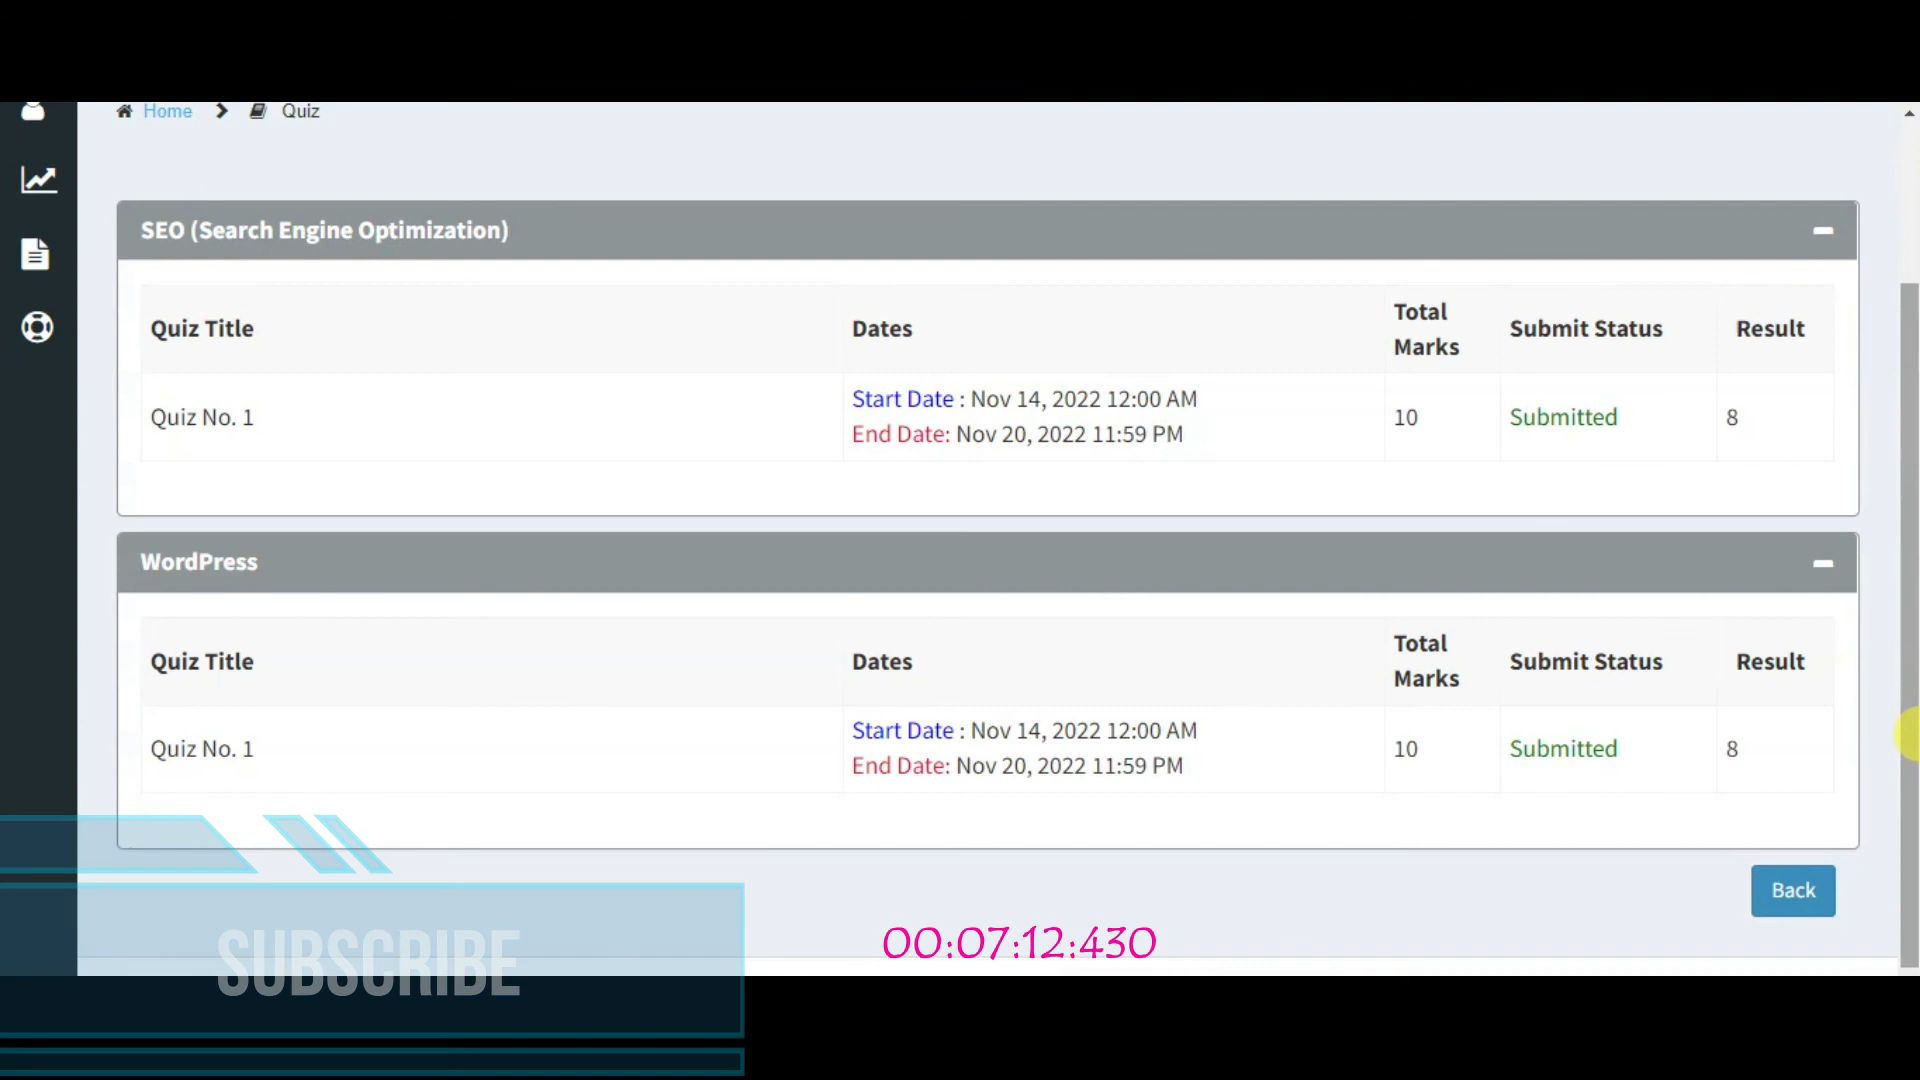 Home Quiz
SEO (Search Engine Optimization)
Quiz Title Dates Total Marks Submit Status Result
Quiz No. 1 Start Date : Nov 14, 2022 12:00 AM 10 Submitted 8
End Date: Nov 20, 2022 11:59 PM
WordPress
Quiz Title Dates Total Marks Submit Status Result
Quiz No. 1 Start Date : Nov 14, 2022 12:00 AM 10 Submitted 8
End Date: Nov 20, 2022 11:59 PM
Back
SUBSCRIBE
00:07:12:430